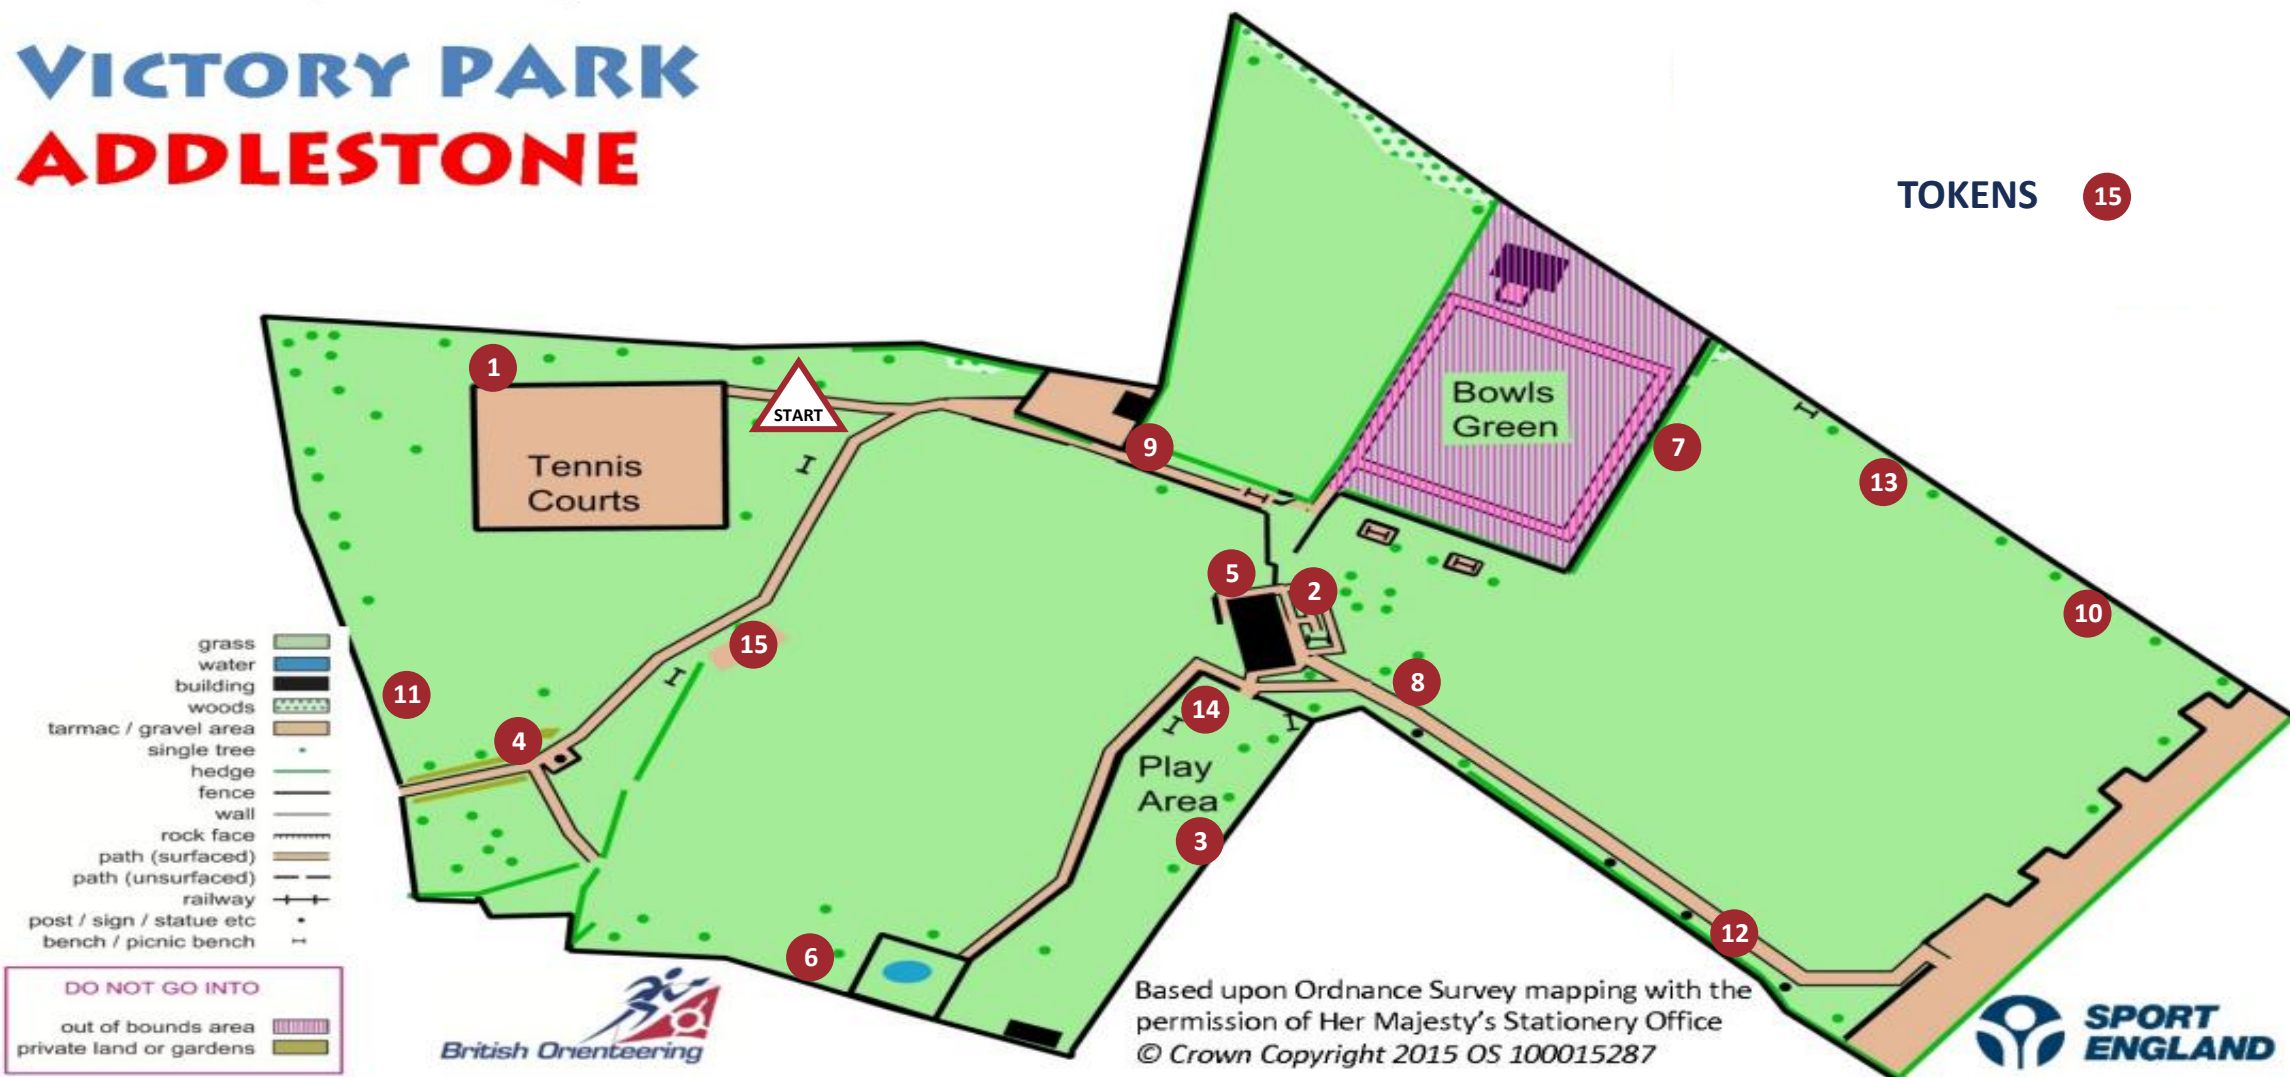 VICTORY PARK
ADDLESTONE
TOKENS 15
1
START
Tennis
Courts
9
Bowls
Green
7
13
5
2
10
15
11
4
8
14
Play
Area
3
6
12
grass
water
building
woods
tarmac / gravel area
single tree
hedge
fence
wall
rock face
path (surfaced)
path (unsurfaced)
railway
post / sign / statue etc
bench / picnic bench
DO NOT GO INTO
out of bounds area
private land or gardens
British Orienteering
Based upon Ordnance Survey mapping with the
permission of Her Majesty's Stationery Office
© Crown Copyright 2015 OS 100015287
SPORT
ENGLAND